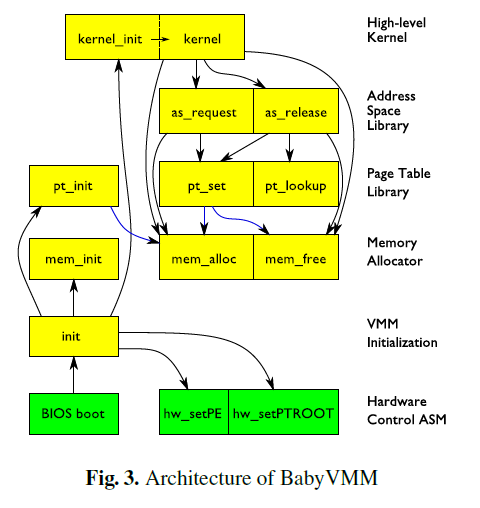 kernel_init
kernel
High-level
Kernel
as_request
as_release
Address
Space
Library
pt_init
pt_set
pt_lookup
Page Table
Library
mem_init
mem_alloc
mem_free
Memory
Allocator
init
VMM
Initialization
BIOS boot
hw_setPE
hw_setPTROOT
Hardware
Control ASM
Fig. 3. Architecture of BabyVMM